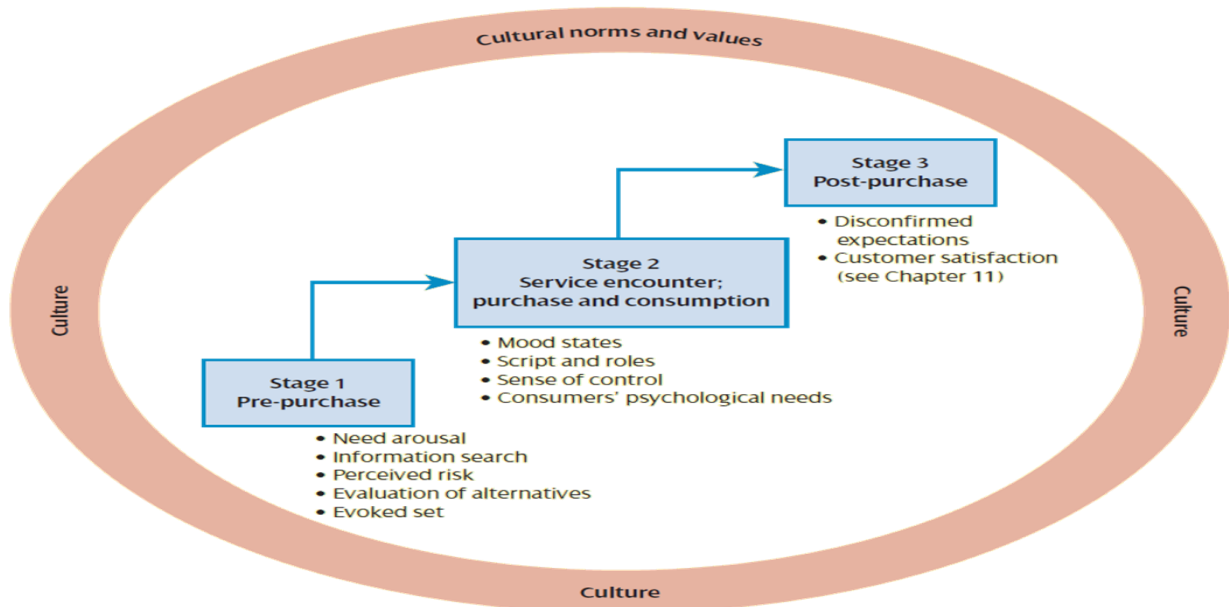 Cultural norms and values
Stage 3
Post-purchase
• Disconfirmed
expectations
• Customer satisfaction
(see Chapter 11)
Stage 2
Service encounter;
purchase and consumption
• Mood states
• Script and roles
• Sense of control
• Consumers' psychological needs
Culture
Culture
Stage 1
Pre-purchase
• Need arousal
• Information search
• Perceived risk
• Evaluation of alternatives
• Evoked set
Culture